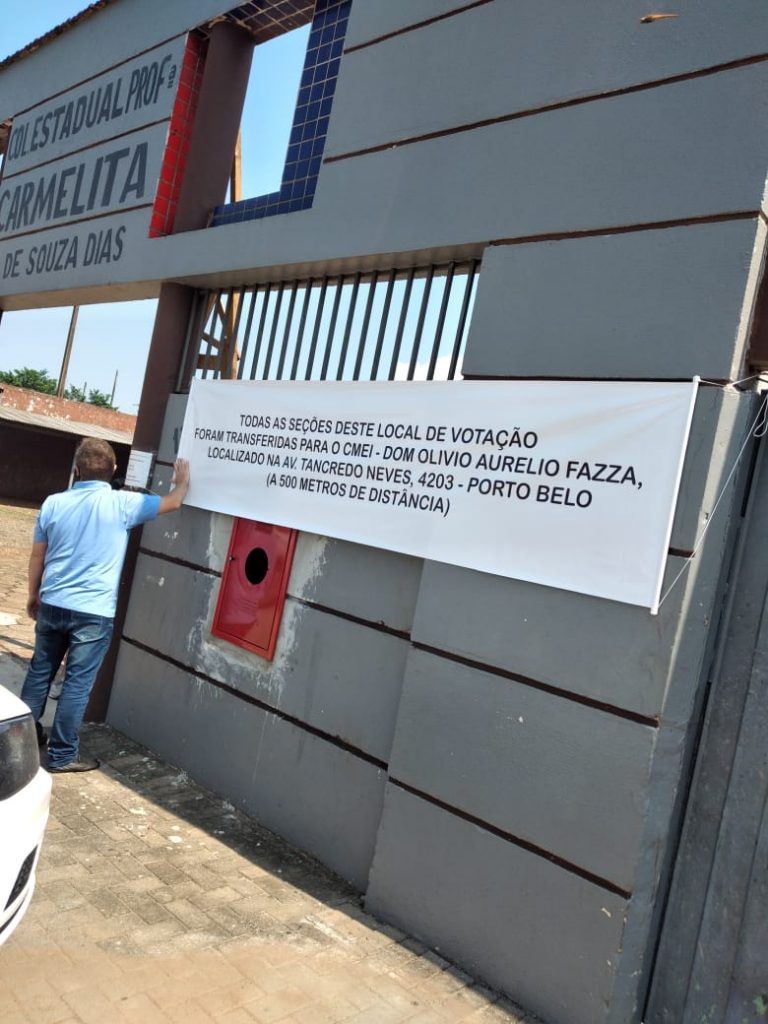 COL ESTADUAL PROFª
CARMELITA
DE SOUZA DIAS
TODAS AS SEÇÕES DESTE LOCAL DE VOTAÇÃO
FORAM TRANSFERIDAS PARA O CMEI - DOM OLIVIO AURELIO FAZZA,
LOCALIZADO NA AV. TANCREDO NEVES, 4203 - PORTO BELO
(A 500 METROS DE DISTÂNCIA)